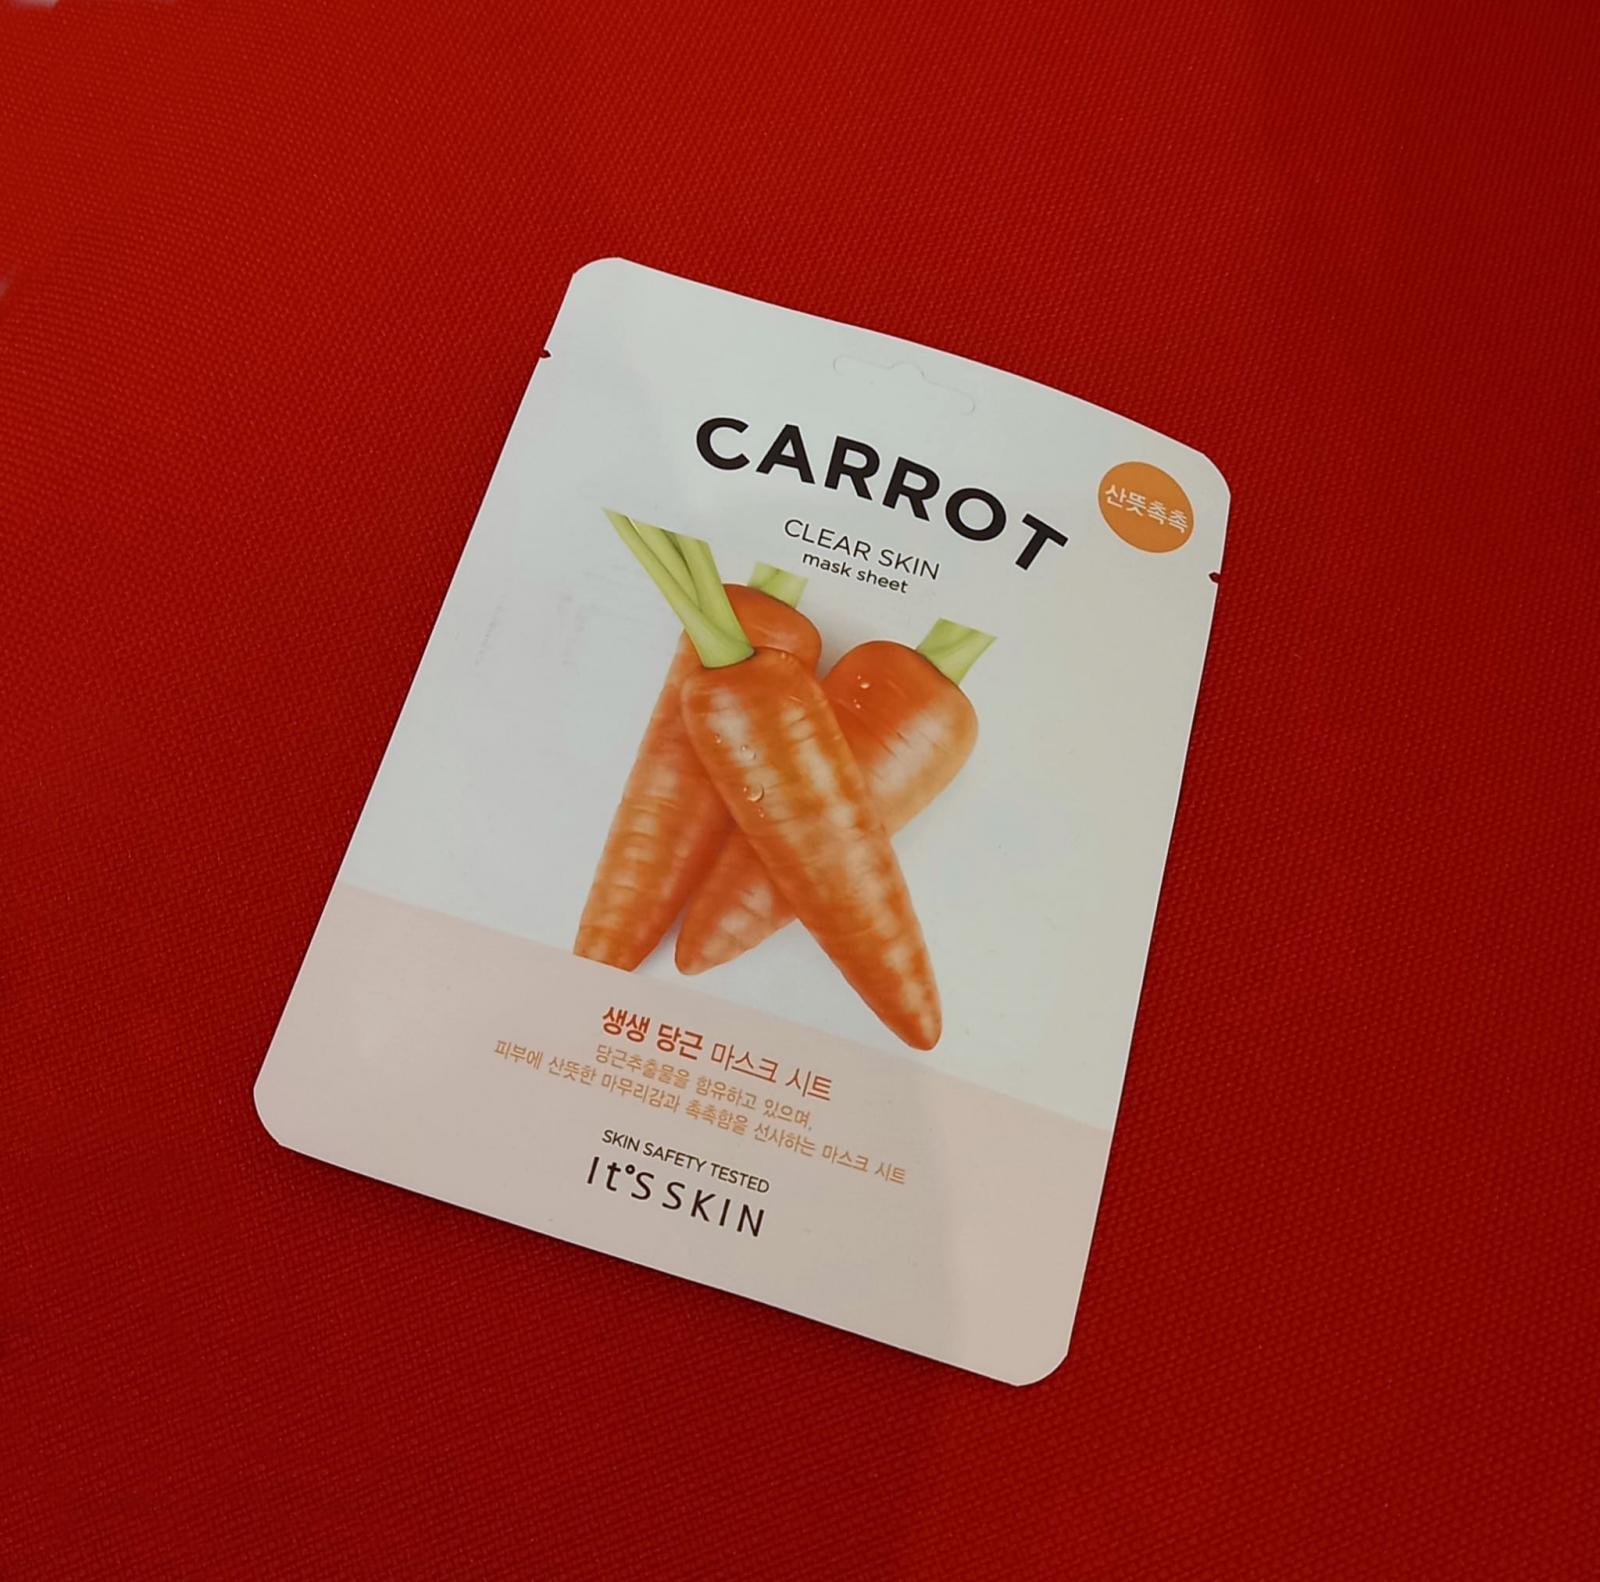 CARROT
산뜻촉촉
CLEAR SKIN
mask sheet
생생 당근 마스크 시트
당근추출물을 함유하고 있으며,
피부에 산뜻한 마무리감과 촉촉함을 선사하는 마스크 시트
SKIN SAFETY TESTED
It'S SKIN